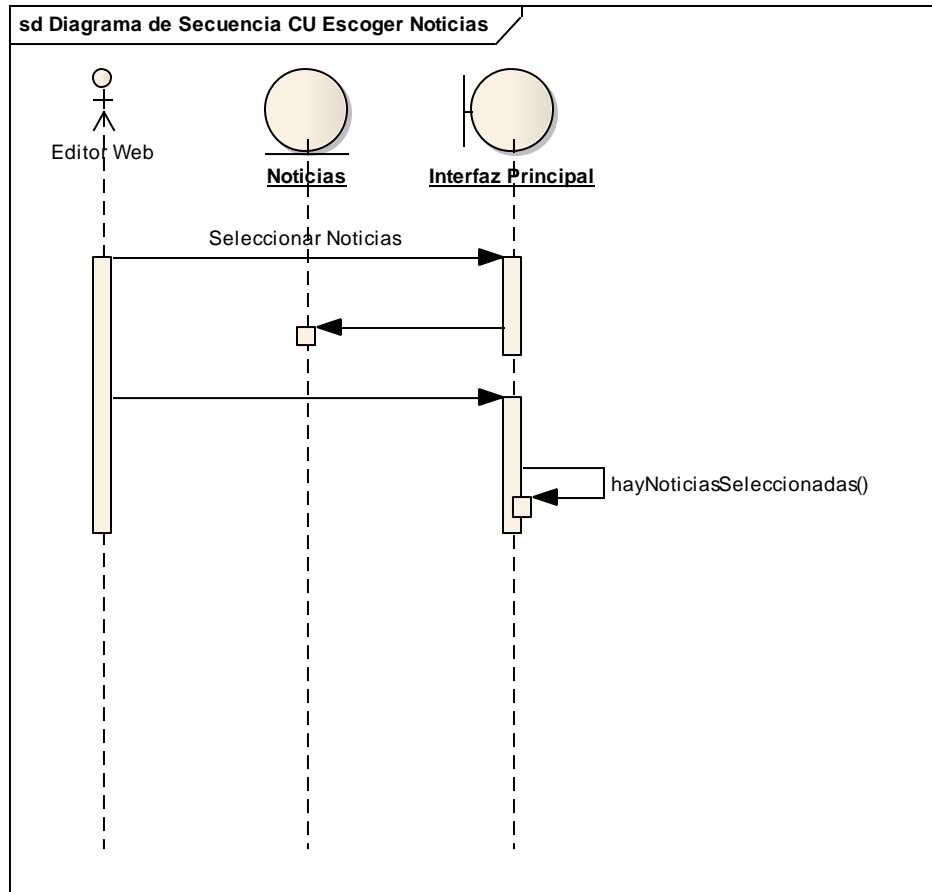 sd Diagrama de Secuencia CU Escoger Noticias
Editor Web
Noticias
Interfaz Principal
Seleccionar Noticias
hayNoticiasSeleccionadas()